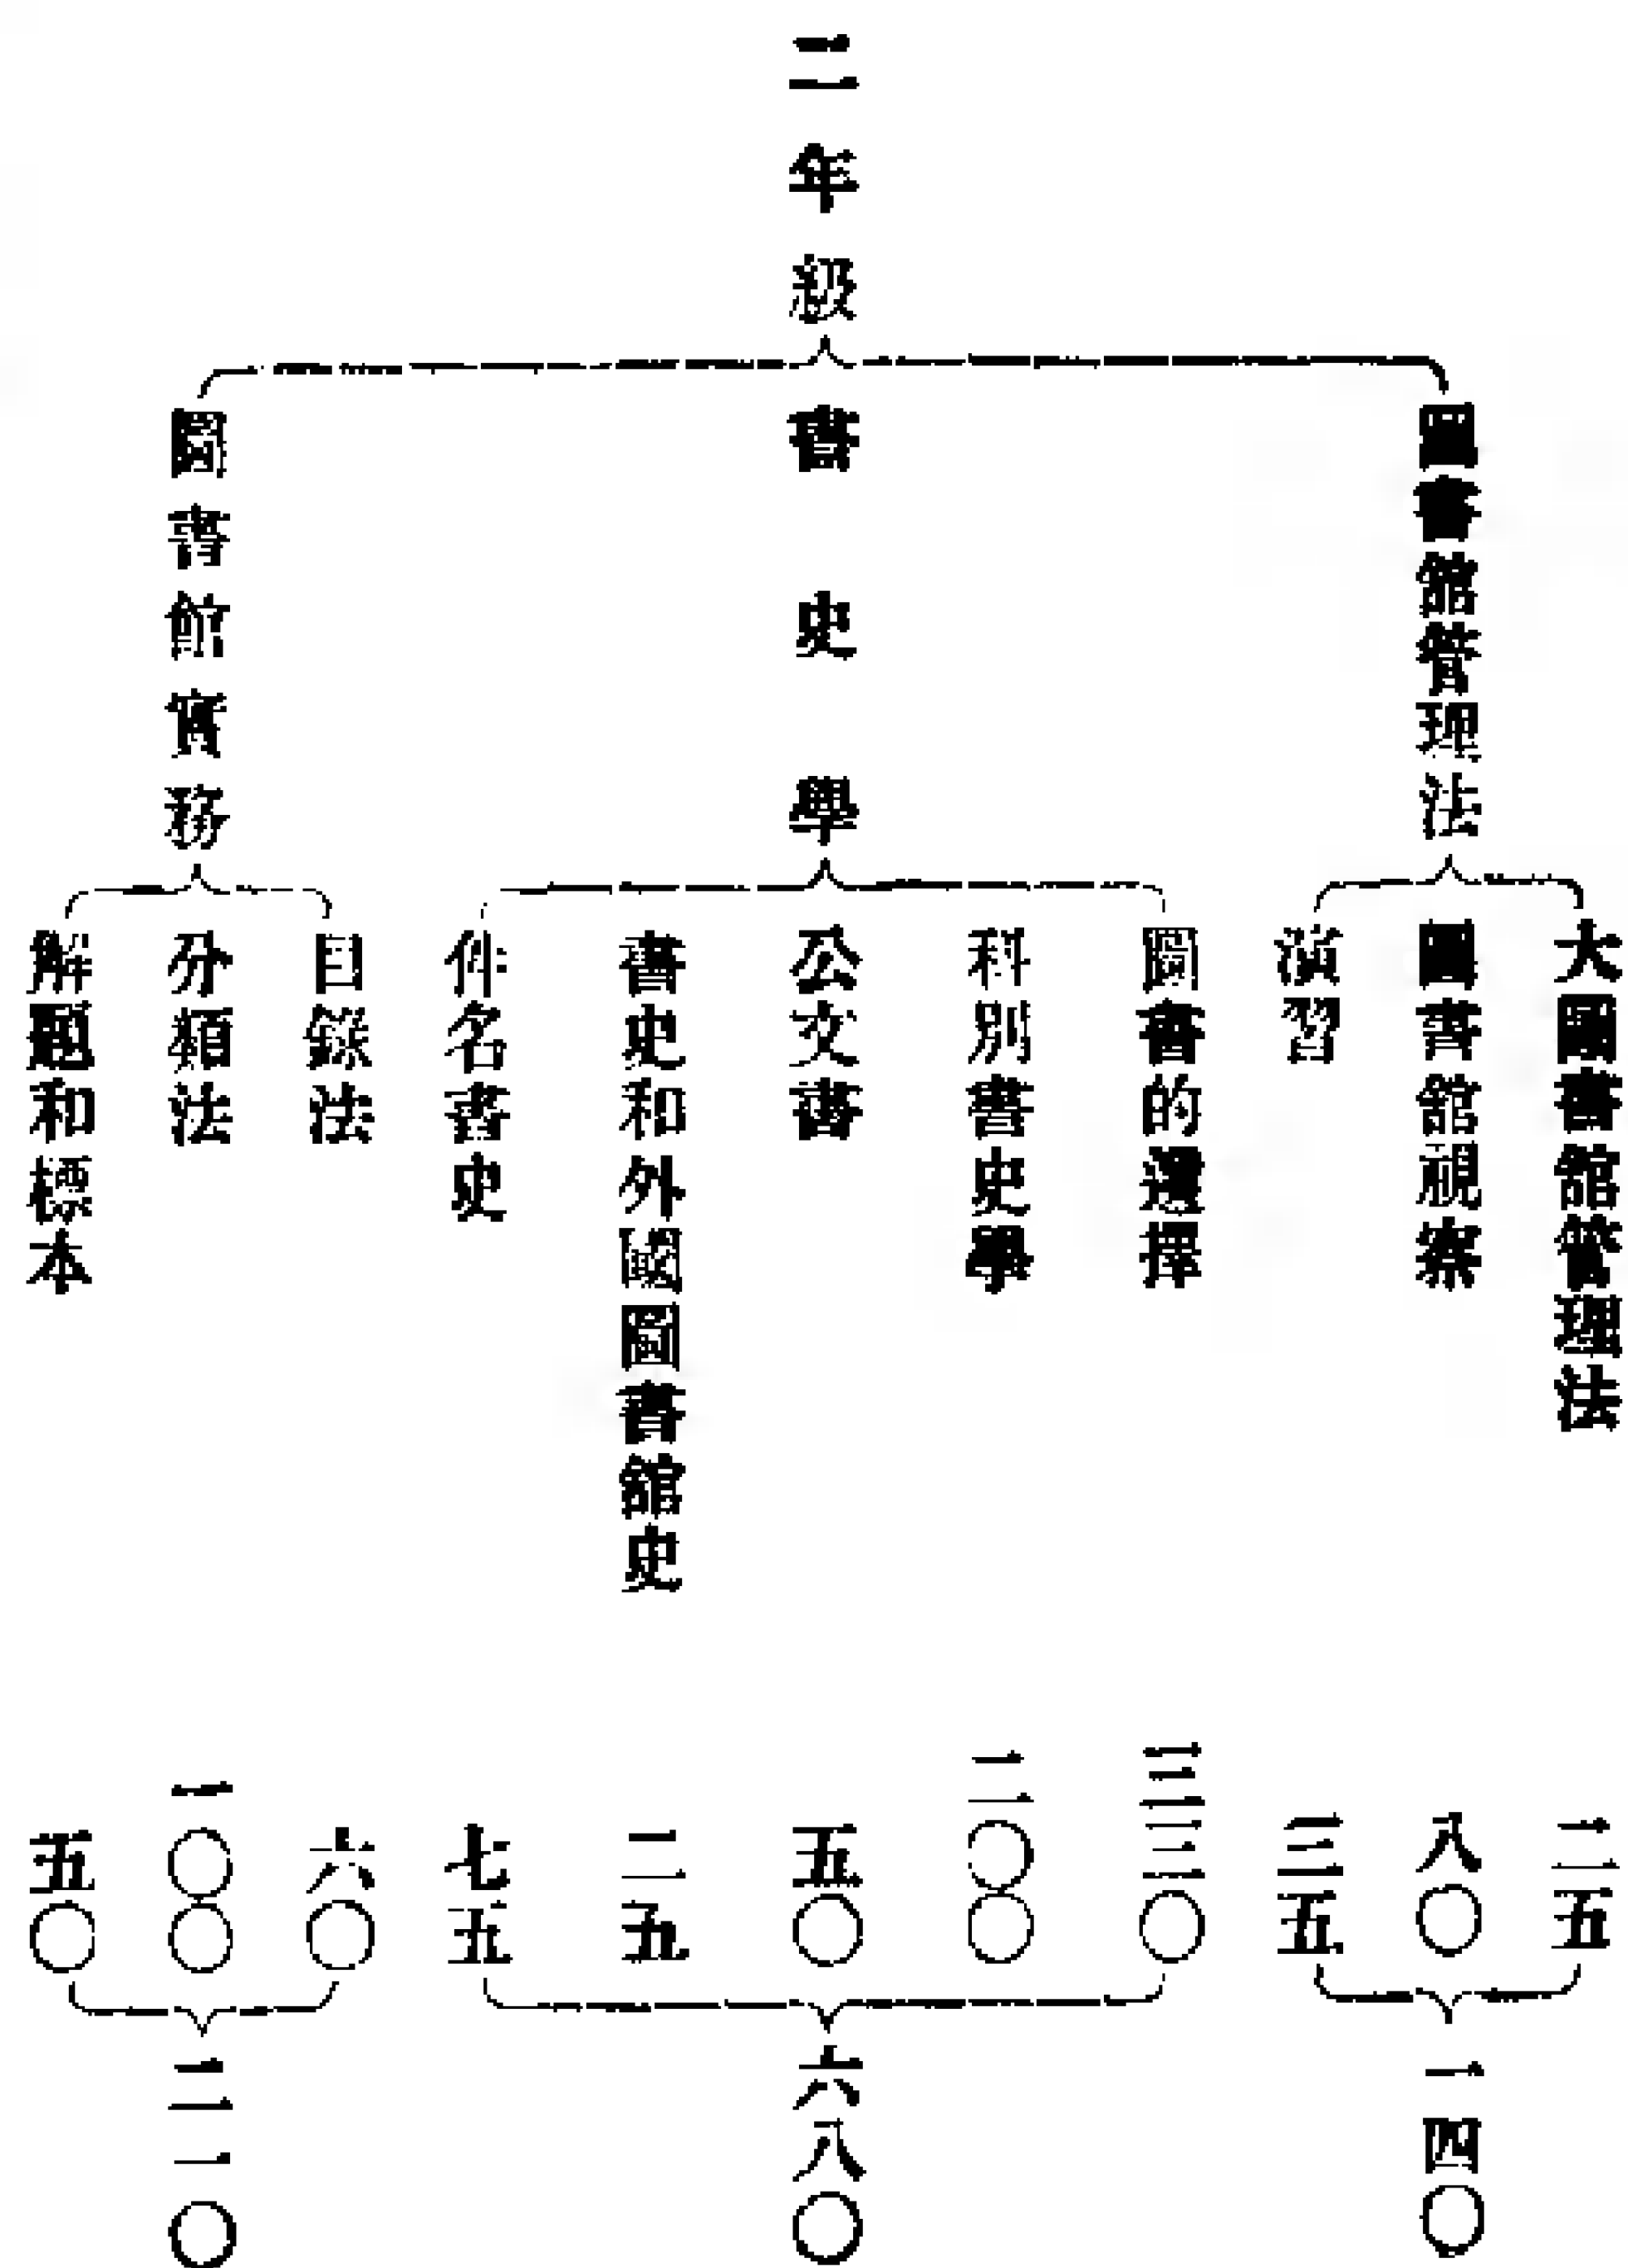 二年級
圖書館管理法
大圖書館管理法
二五
圖書館視察
八〇
演習
三五
一四〇
書史學
圖書的選擇
三三〇
科別書史學
二〇〇
公文書
五〇
書史和外國圖書館史
二五
件名書史
七五
六八〇
圖書館實務
目錄法
六〇
分類法
一〇〇
解題和標本
五〇
二一〇